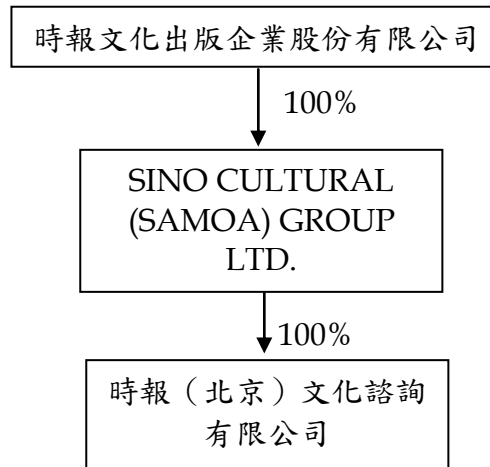 時報文化出版企業股份有限公司
100%
SINO CULTURAL
(SAMOA) GROUP
LTD.
100%
時報（北京）文化諮詢
有限公司